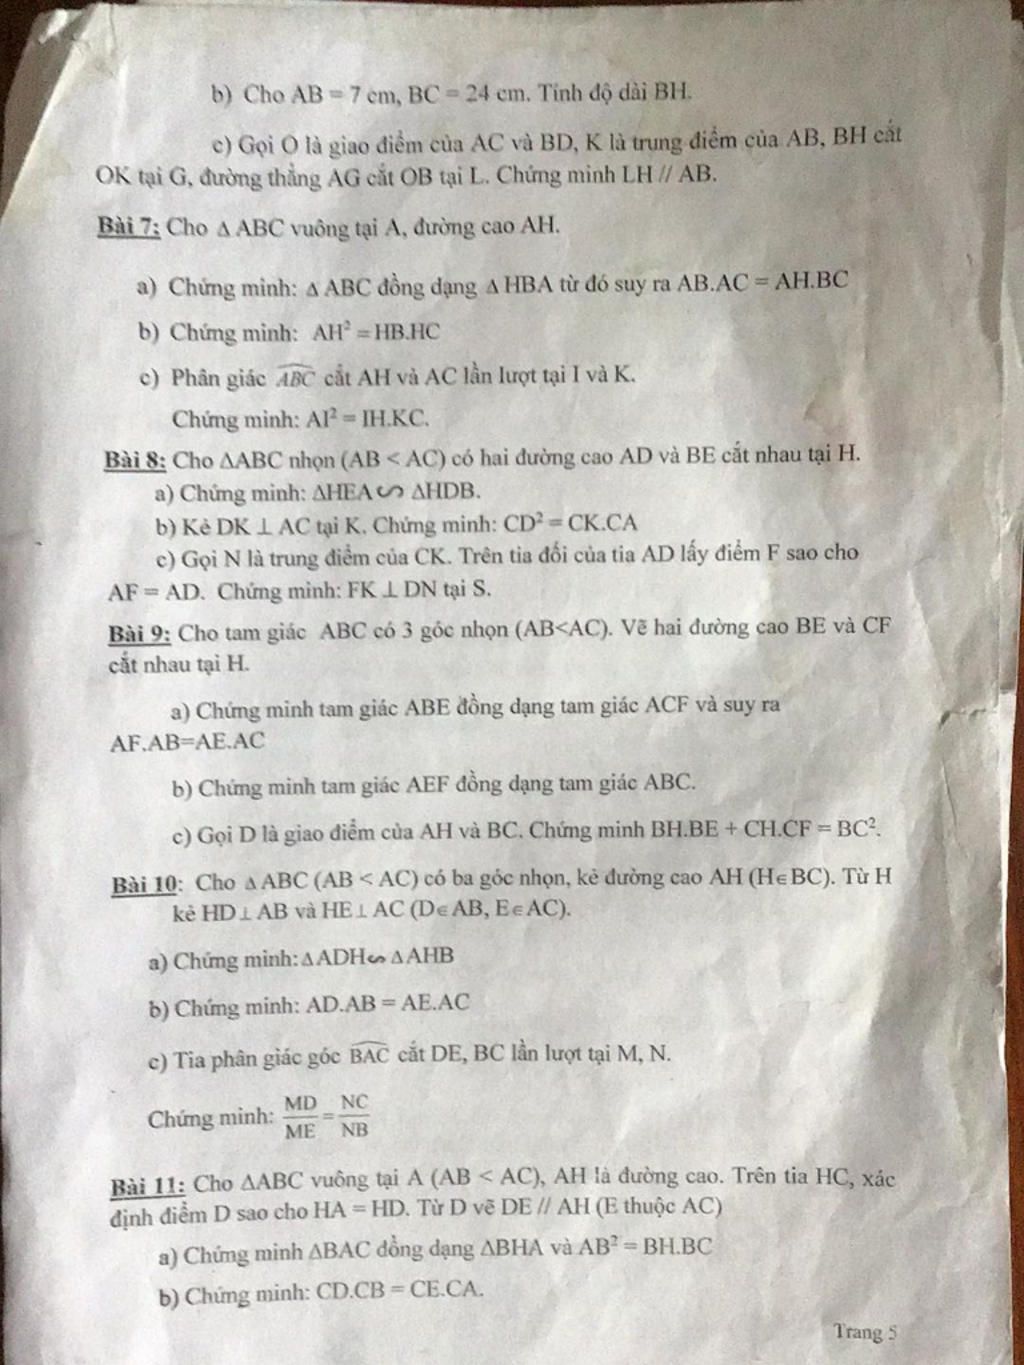 b) Cho AB = 7 cm, BC = 24 cm. Tính độ dài BH.
c) Gọi O là giao điểm của AC và BD, K là trung điểm của AB, BH cắt
OK tại G, đường thẳng AG cắt OB tại L. Chứng minh LH // AB.
Bài 7: Cho Δ ABC vuông tại A, đường cao AH.
a) Chứng minh: Δ ABC đồng dạng Δ HBA từ đó suy ra AB.AC = AH.BC
b) Chứng minh: AH² = HB.HC
c) Phân giác \widehat{ABC} cắt AH và AC lần lượt tại I và K.
Chứng minh: AI² = IH.KC.
Bài 8: Cho ΔABC nhọn (AB < AC) có hai đường cao AD và BE cắt nhau tại H.
a) Chứng minh: ΔHEA ∽ ΔHDB.
b) Kẻ DK ⊥ AC tại K. Chứng minh: CD² = CK.CA
c) Gọi N là trung điểm của CK. Trên tia đối của tia AD lấy điểm F sao cho
AF = AD. Chứng minh: FK ⊥ DN tại S.
Bài 9: Cho tam giác ABC có 3 góc nhọn (AB<AC). Vẽ hai đường cao BE và CF
cắt nhau tại H.
a) Chứng minh tam giác ABE đồng dạng tam giác ACF và suy ra
AF.AB=AE.AC
b) Chứng minh tam giác AEF đồng dạng tam giác ABC.
c) Gọi D là giao điểm của AH và BC. Chứng minh BH.BE + CH.CF = BC².
Bài 10: Cho Δ ABC (AB < AC) có ba góc nhọn, kẻ đường cao AH (H∈BC). Từ H
kẻ HD⊥AB và HE⊥AC (D∈AB, E∈AC).
a) Chứng minh: Δ ADH ∽ Δ AHB
b) Chứng minh: AD.AB = AE.AC
c) Tia phân giác góc \widehat{BAC} cắt DE, BC lần lượt tại M, N.
Chứng minh: MD/ME = NC/NB
Bài 11: Cho ΔABC vuông tại A (AB < AC), AH là đường cao. Trên tia HC, xác
định điểm D sao cho HA = HD. Từ D vẽ DE // AH (E thuộc AC)
a) Chứng minh ΔBAC đồng dạng ΔBHA và AB² = BH.BC
b) Chứng minh: CD.CB = CE.CA.
Trang 5